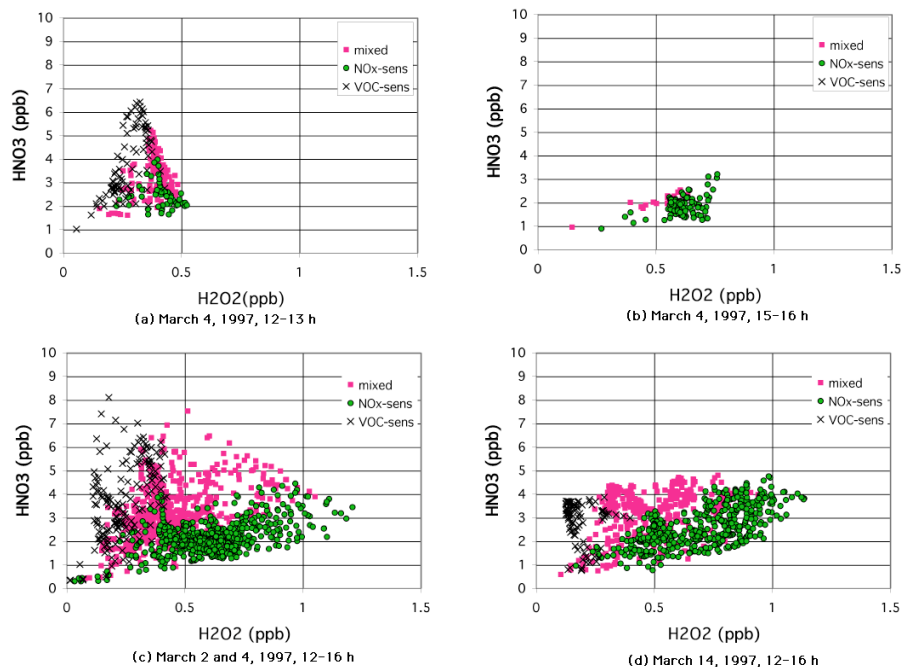 10
9
8
7
6
5
4
3
2
1
0
HNO3 (ppb)
mixed
NOx-sens
VOC-sens
0 0.5 1 1.5
H2O2(ppb)
(a) March 4, 1997, 12-13 h
10
9
8
7
6
5
4
3
2
1
0
HNO3 (ppb)
mixed
NOx-sens
VOC-sens
0 0.5 1 1.5
H2O2 (ppb)
(b) March 4, 1997, 15-16 h
10
9
8
7
6
5
4
3
2
1
0
HNO3 (ppb)
mixed
NOx-sens
VOC-sens
0 0.5 1 1.5
H2O2 (ppb)
(c) March 2 and 4, 1997, 12-16 h
10
9
8
7
6
5
4
3
2
1
0
HNO3 (ppb)
mixed
NOx-sens
VOC-sens
0 0.5 1 1.5
H2O2 (ppb)
(d) March 14, 1997, 12-16 h